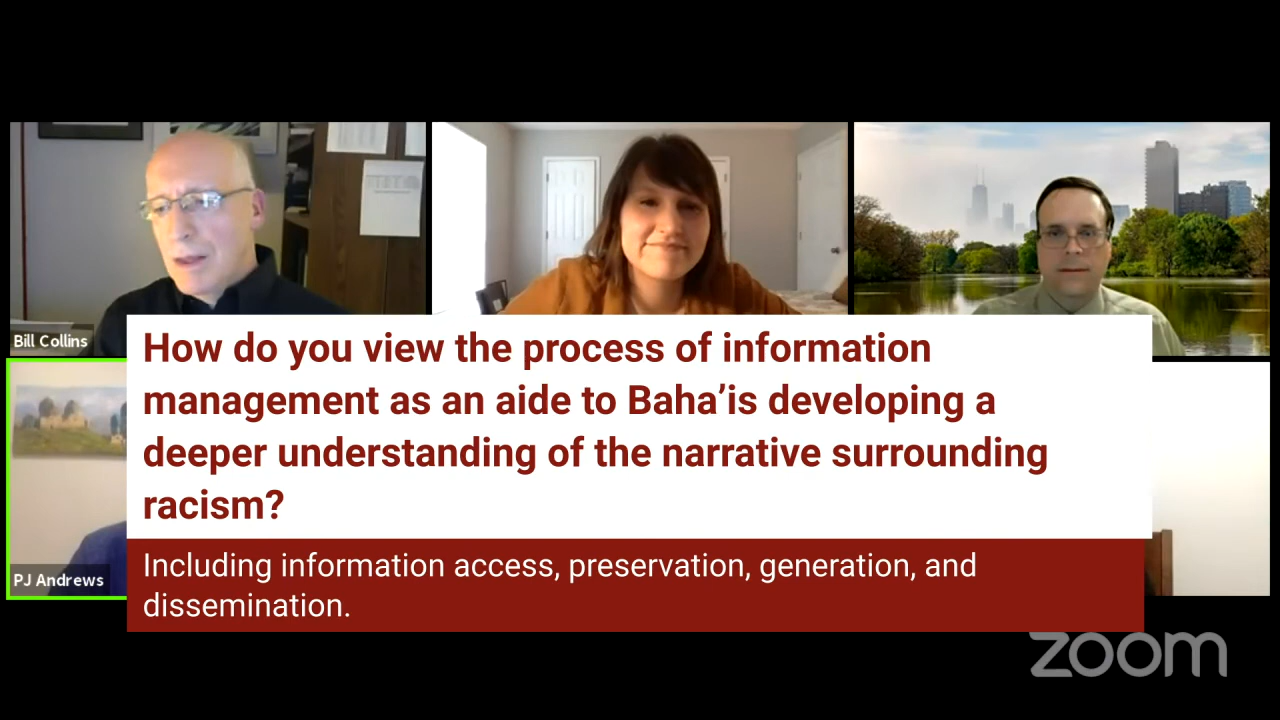 Bill Collins
How do you view the process of information
management as an aide to Baha’is developing a
deeper understanding of the narrative surrounding
racism?
PJ Andrews
Including information access, preservation, generation, and
dissemination.
zoom